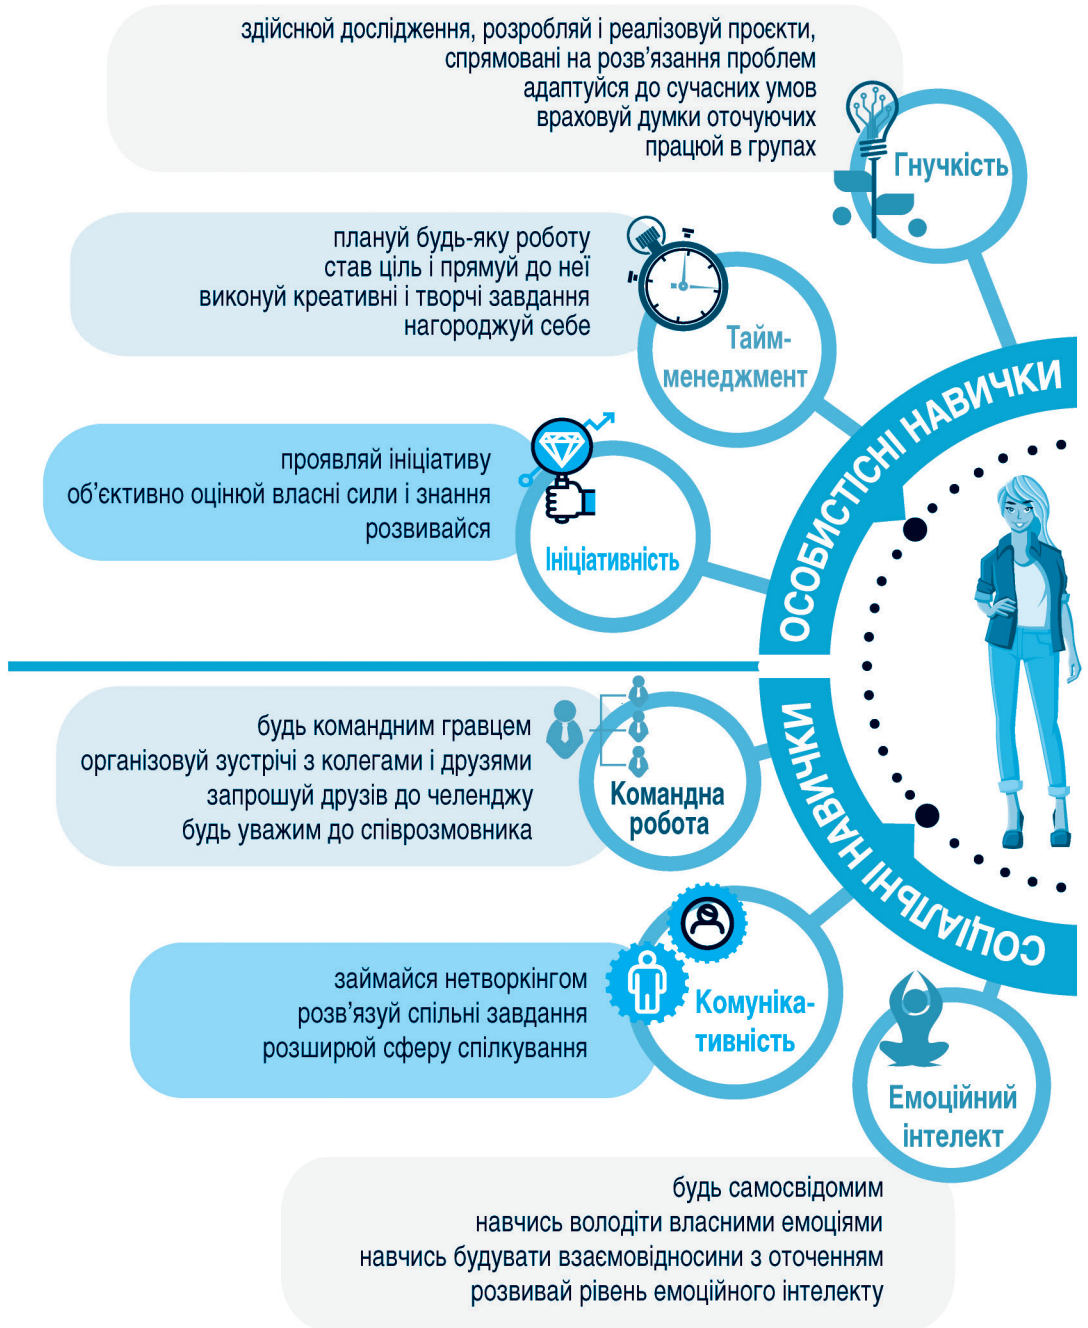 здійснюй дослідження, розробляй і реалізовуй проєкти,
спрямовані на розв’язання проблем
адаптуйся до сучасних умов
враховуй думки оточуючих
працюй в групах
Гнучкість
плануй будь-яку роботу
став ціль і прямуй до неї
виконуй креативні і творчі завдання
нагороджуй себе
Тайм-
менеджмент
проявляй ініціативу
об’єктивно оцінюй власні сили і знання
розвивайся
Ініціативність
ОСОБИСТІСНІ НАВИЧКИ
СОЦІАЛЬНІ НАВИЧКИ
будь командним гравцем
організовуй зустрічі з колегами і друзями
запрошуй друзів до челенджу
будь уважим до співрозмовника
Командна
робота
займайся нетворкінгом
розв’язуй спільні завдання
розширюй сферу спілкування
Комуніка-
тивність
Емоційний
інтелект
будь самосвідомим
навчись володіти власними емоціями
навчись будувати взаємовідносини з оточенням
розвивай рівень емоційного інтелекту